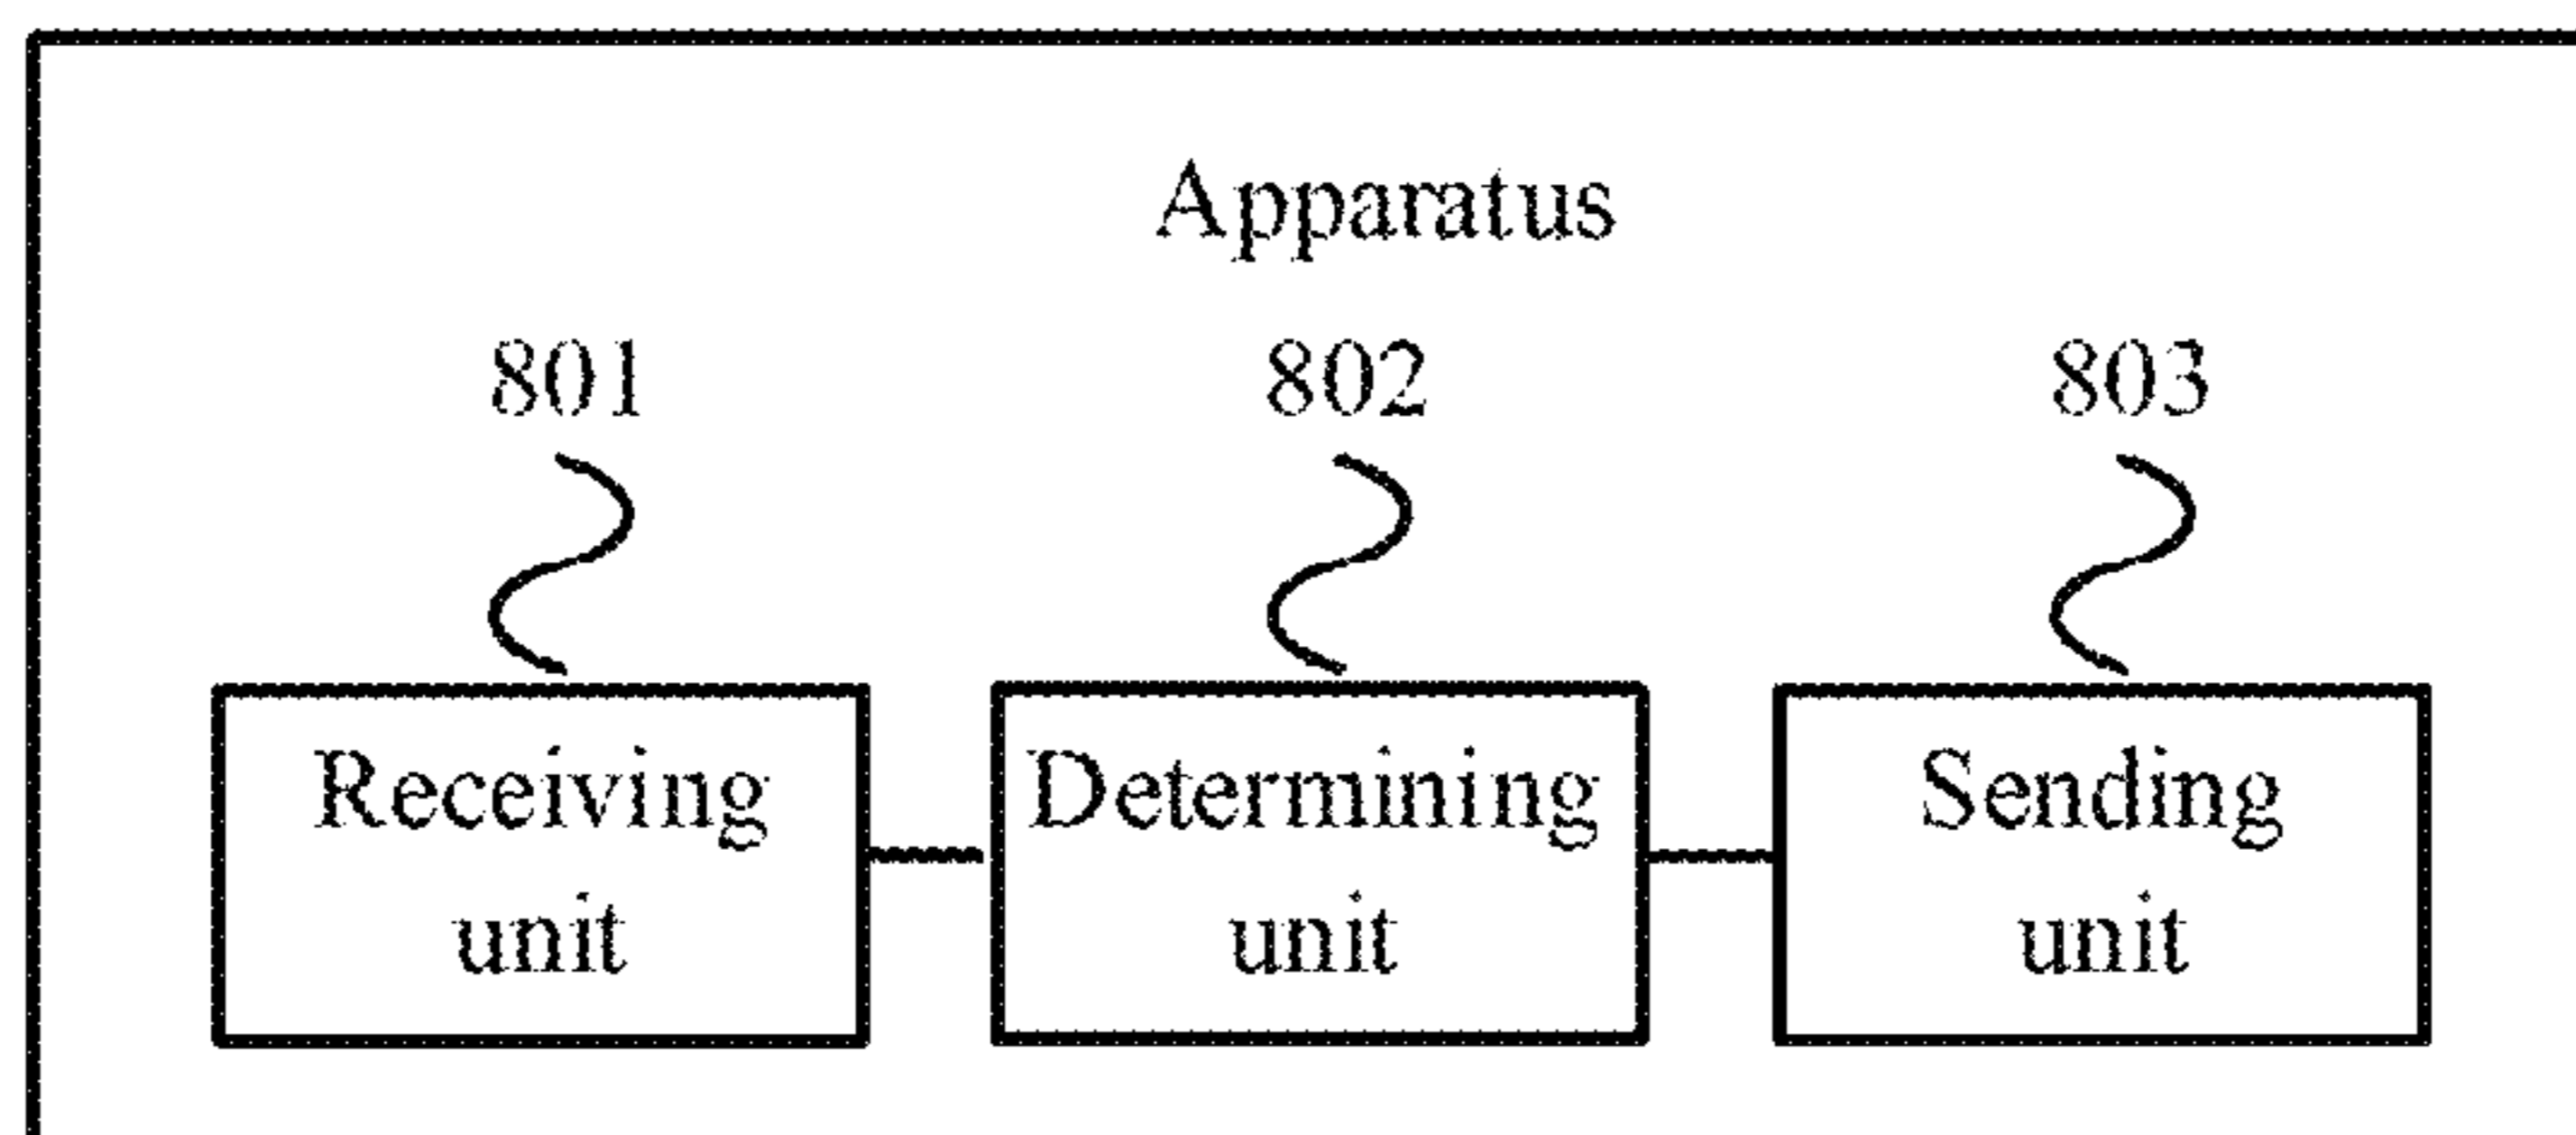 Apparatus
801 802 803
Receiving Determining Sending
unit unit unit